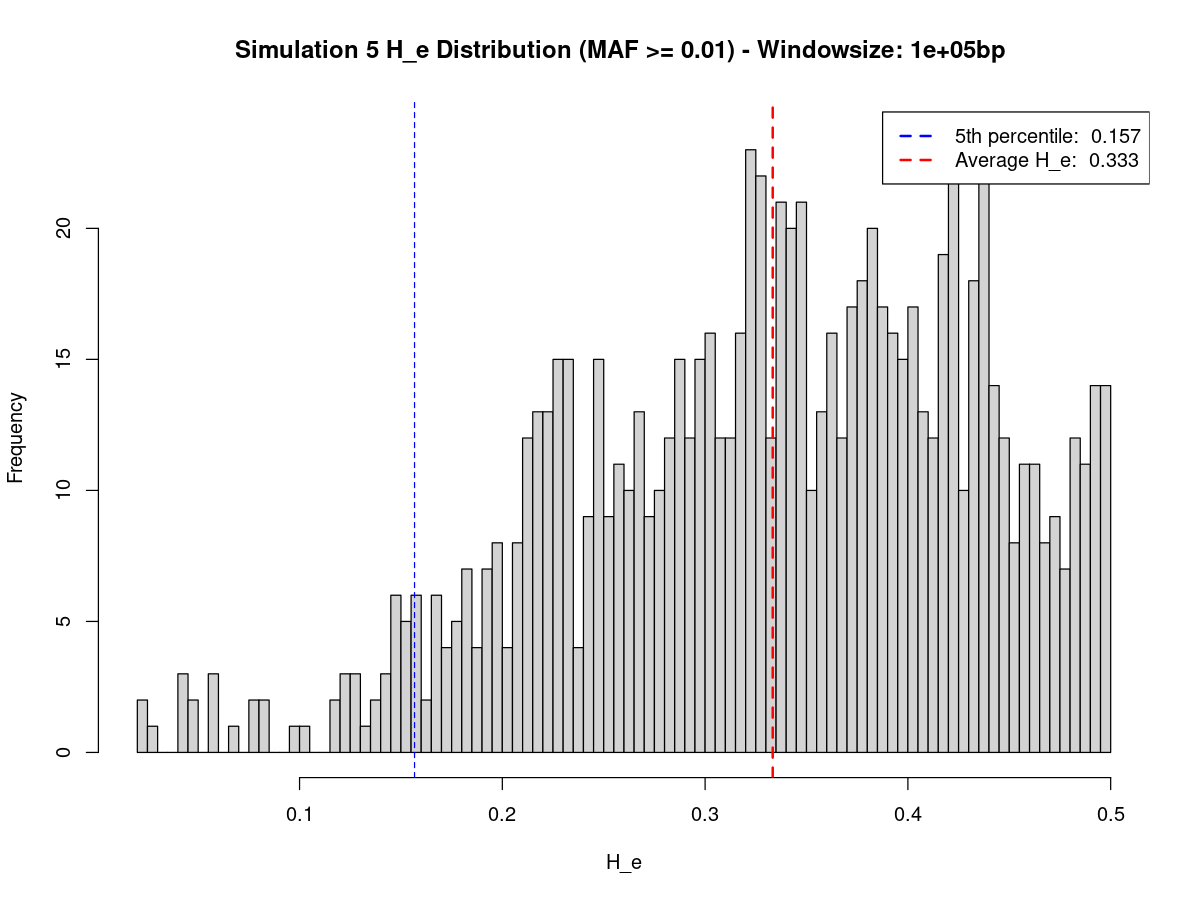 Simulation 5 H_e Distribution (MAF >= 0.01) - Windowsize: 1e+05bp
5th percentile: 0.157
Average H_e: 0.333
Frequency
20
15
10
5
0
0.1 0.2 0.3 0.4 0.5
H_e